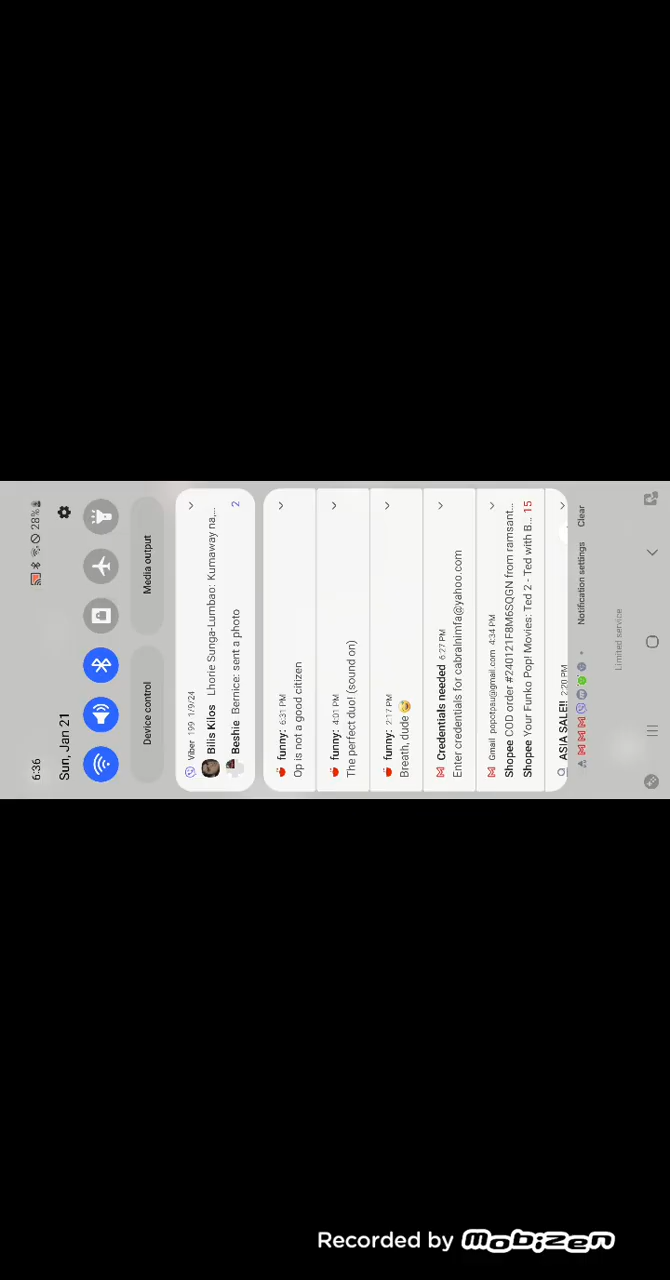 6:36
28%
Sun, Jan 21
Device control
Media output
Viber 199 1/9/24
Bilis Kilos Lhorie Sunga-Lumbao: Kumaway na,...
Beshie Bernice: sent a photo
2
funny: 6:31 PM
Op is not a good citizen
funny: 4:01 PM
The perfect duo! (sound on)
funny: 2:17 PM
Breath, dude 😂
Credentials needed 6:27 PM
Enter credentials for cabralnimfa@yahoo.com
Gmail popotosu@gmail.com 4:34 PM
Shopee COD order #240121F8M6SQGN from ramsant...
Shopee Your Funko Pop! Movies: Ted 2 - Ted with B... 15
ASIA SALE!! 2:20 PM
Notification settings
Clear
Limited service
Recorded by mobizen